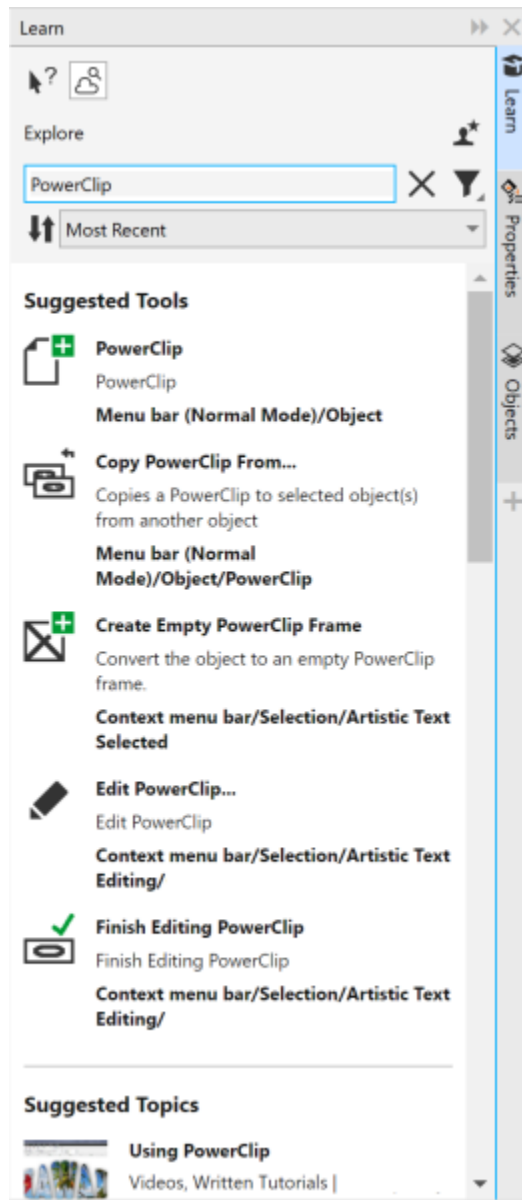 Learn
Explore
PowerClip
Most Recent
Suggested Tools
PowerClip
PowerClip
Menu bar (Normal Mode)/Object
Copy PowerClip From...
Copies a PowerClip to selected object(s)
from another object
Menu bar (Normal
Mode)/Object/PowerClip
Create Empty PowerClip Frame
Convert the object to an empty PowerClip
frame.
Context menu bar/Selection/Artistic Text
Selected
Edit PowerClip...
Edit PowerClip
Context menu bar/Selection/Artistic Text
Editing/
Finish Editing PowerClip
Finish Editing PowerClip
Context menu bar/Selection/Artistic Text
Editing/
Suggested Topics
Using PowerClip
Videos, Written Tutorials |
Learn
Properties
Objects